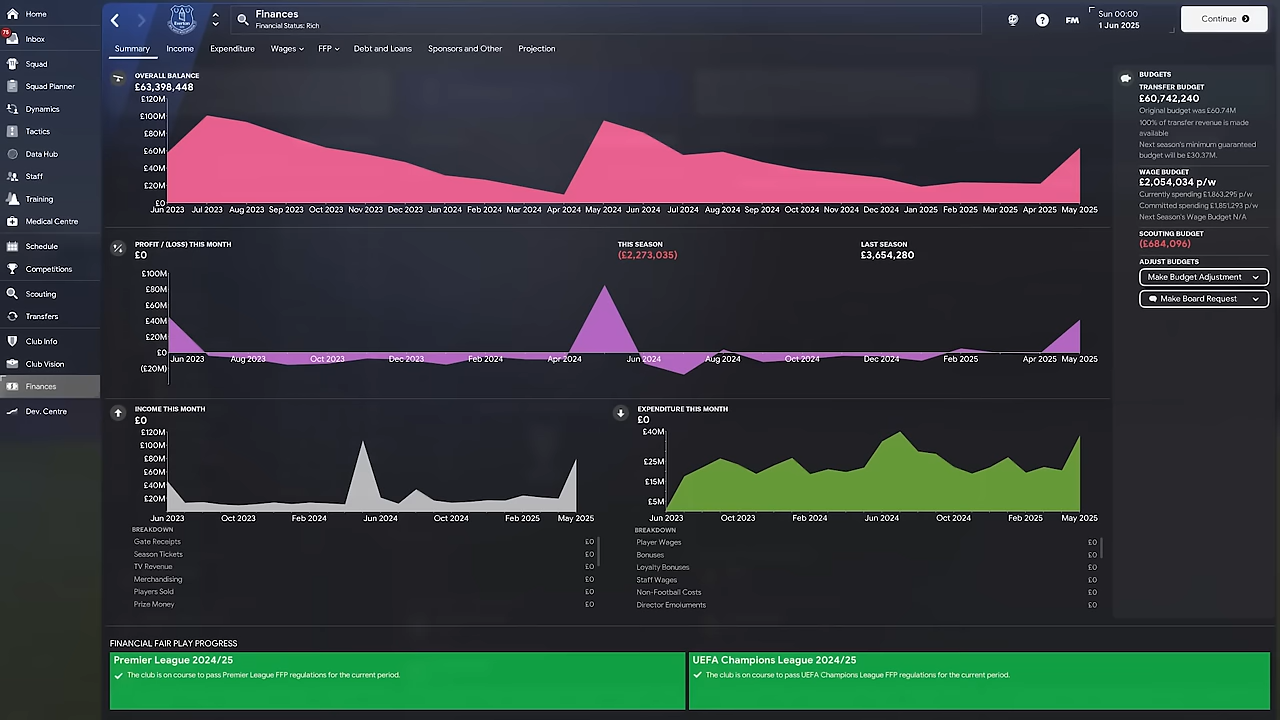 Home
75
Inbox
Squad
Squad Planner
Dynamics
Tactics
Data Hub
Staff
Training
Medical Centre
Schedule
Competitions
Scouting
Transfers
Club Info
Club Vision
Finances
Dev. Centre
Everton
Finances
Financial Status: Rich
?
FM
Sun 00:00
1 Jun 2025
Continue
Summary
Income
Expenditure
Wages
FFP
Debt and Loans
Sponsors and Other
Projection
OVERALL BALANCE
£63,398,448
£120M
£100M
£80M
£60M
£40M
£20M
£0
Jun 2023 Jul 2023 Aug 2023 Sep 2023 Oct 2023 Nov 2023 Dec 2023 Jan 2024 Feb 2024 Mar 2024 Apr 2024 May 2024 Jun 2024 Jul 2024 Aug 2024 Sep 2024 Oct 2024 Nov 2024 Dec 2024 Jan 2025 Feb 2025 Mar 2025 Apr 2025 May 2025
PROFIT / (LOSS) THIS MONTH
£0
THIS SEASON
(£2,273,035)
LAST SEASON
£3,654,280
£100M
£80M
£60M
£40M
£20M
£0
(£20M)
Jun 2023 Aug 2023 Oct 2023 Dec 2023 Feb 2024 Apr 2024 Jun 2024 Aug 2024 Oct 2024 Dec 2024 Feb 2025 Apr 2025 May 2025
INCOME THIS MONTH
£0
£120M
£100M
£80M
£60M
£40M
£20M
Jun 2023 Oct 2023 Feb 2024 Jun 2024 Oct 2024 Feb 2025 May 2025
BREAKDOWN
Gate Receipts £0
Season Tickets £0
TV Revenue £0
Merchandising £0
Players Sold £0
Prize Money £0
EXPENDITURE THIS MONTH
£0
£40M
£25M
£15M
£5M
Jun 2023 Oct 2023 Feb 2024 Jun 2024 Oct 2024 Feb 2025 May 2025
BREAKDOWN
Player Wages £0
Bonuses £0
Loyalty Bonuses £0
Staff Wages £0
Non-Football Costs £0
Director Emoluments £0
BUDGETS
TRANSFER BUDGET
£60,742,240
Original budget was £60.74M
100% of transfer revenue is made
available
Next season's minimum guaranteed
budget will be £30.37M.
WAGE BUDGET
£2,054,034 p/w
Currently spending £1,863,295 p/w
Committed spending £1,851,293 p/w
Next Season's Wage Budget N/A
SCOUTING BUDGET
(£684,096)
ADJUST BUDGETS
Make Budget Adjustment
Make Board Request
FINANCIAL FAIR PLAY PROGRESS
Premier League 2024/25
The club is on course to pass Premier League FFP regulations for the current period.
UEFA Champions League 2024/25
The club is on course to pass UEFA Champions League FFP regulations for the current period.